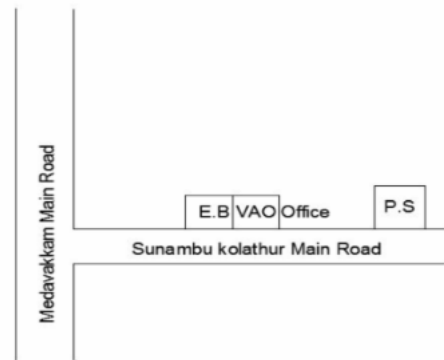 Medavakkam Main Road
E.B VAO Office
P.S
Sunambu kolathur Main Road